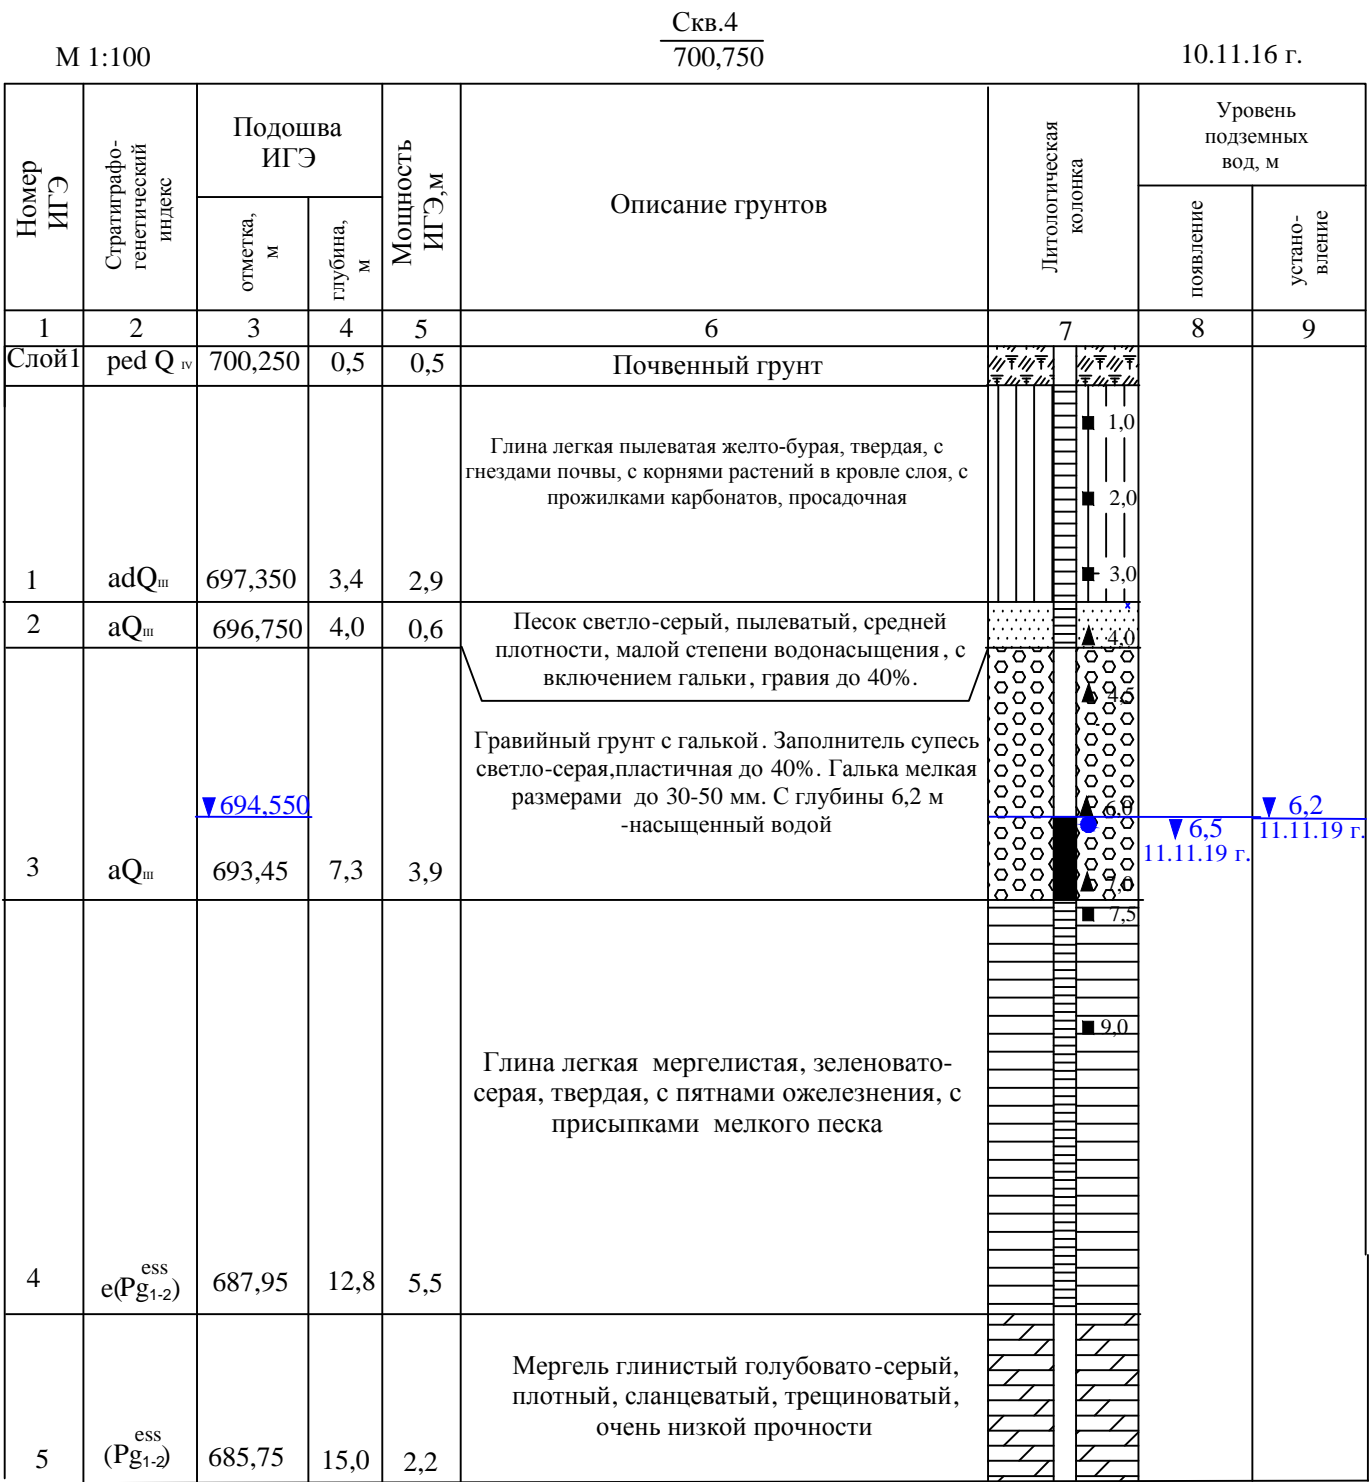 Скв.4
М 1:100
700,750
10.11.16 г.
Номер
ИГЭ
Стратиграфо-
генетический
индекс
Подошва
ИГЭ
отметка,
м
глубина,
м
Мощность
ИГЭ,м
Описание грунтов
Литологическая
колонка
Уровень
подземных
вод, м
появление
устано-
вление
1 2 3 4 5 6 7 8 9
Слой1 ped Q IV 700,250 0,5 0,5 Почвенный грунт
1,0
Глина легкая пылеватая желто-бурая, твердая, с
гнездами почвы, с корнями растений в кровле слоя, с
прожилками карбонатов, просадочная
2,0
3,0
1 adQIII 697,350 3,4 2,9
2 aQIII 696,750 4,0 0,6
Песок светло-серый, пылеватый, средней
плотности, малой степени водонасыщения, с
включением гальки, гравия до 40%.
4,0
4,5
Гравийный грунт с галькой. Заполнитель супесь
светло-серая,пластичная до 40%. Галька мелкая
размерами до 30-50 мм. С глубины 6,2 м
-насыщенный водой
694,550
6,0
6,2
11.11.19 г.
6,5
11.11.19 г.
3 aQIII 693,45 7,3 3,9
7,0
7,5
9,0
Глина легкая мергелистая, зеленовато-
серая, твердая, с пятнами ожелезнения, с
присыпками мелкого песка
4 e(Pg1-2)ess 687,95 12,8 5,5
Мергель глинистый голубовато-серый,
плотный, сланцеватый, трещиноватый,
очень низкой прочности
5 (Pg1-2)ess 685,75 15,0 2,2